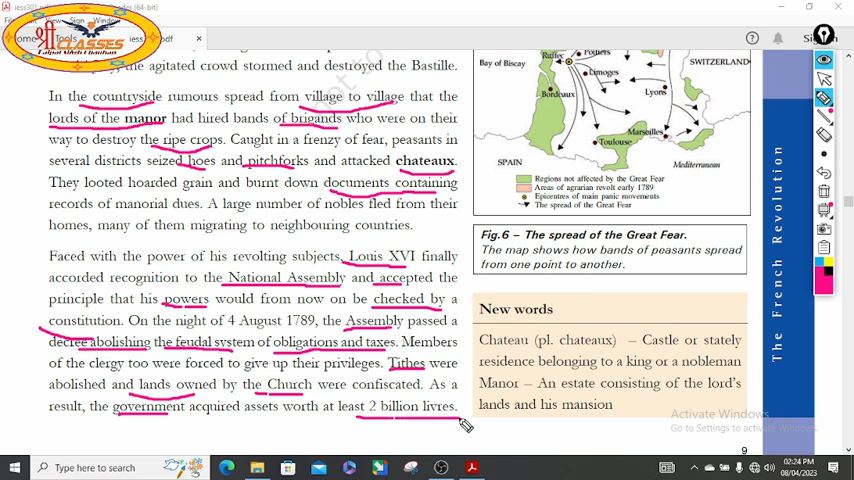 iess301 (64-bit)
श्री
CLASSES
Lalpat Singh Chauhan
Sign
, the agitated crowd stormed and destroyed the Bastille.
In the countryside rumous spread from village to village that the
lords of the manor had hired bands of brigands who were on their
way to destroy the ripe crops. Caught in a frenzy of fear, peasants in
several districts seized hoes and pitchforks and attacked chateaux.
They looted hoarded grain and burnt down documents containing
records of manorial dues. A large number of nobles fled from their
homes, many of them migrating to neighbouring countries.
Faced with the power of his revolting subjects, Louis XVI finally
accorded recognition to the National Assembly and accepted the
principle that his powers would from now on be checked by a
constitution. On the night of 4 August 1789, the Assembly passed a
decree abolishing the feudal system of obligations and taxes. Members
of the clergy too were forced to give up their privileges. Tithes were
abolished and lands owned by the Church were confiscated. As a
result, the government acquired assets worth at least 2 billion livres.
Ruffec
Poitiers
Bay of Biscay
SWITZERLAND
Limoges
Bordeaux
Lyons
Marseilles
Toulouse
SPAIN
Mediterranean
Regions not affected by the Great Fear
Areas of agrarian revolt early 1789
Epicentres of main panic movements
The spread of the Great Fear
Fig.6 – The spread of the Great Fear.
The map shows how bands of peasants spread
from one point to another.
New words
Chateau (pl. chateaux) – Castle or stately
residence belonging to a king or a nobleman
Manor – An estate consisting of the lord's
lands and his mansion
The French Revolution
Activate Windows
Go to Settings to activate Windows.
9
Type here to search
02:24 PM
08/04/2023